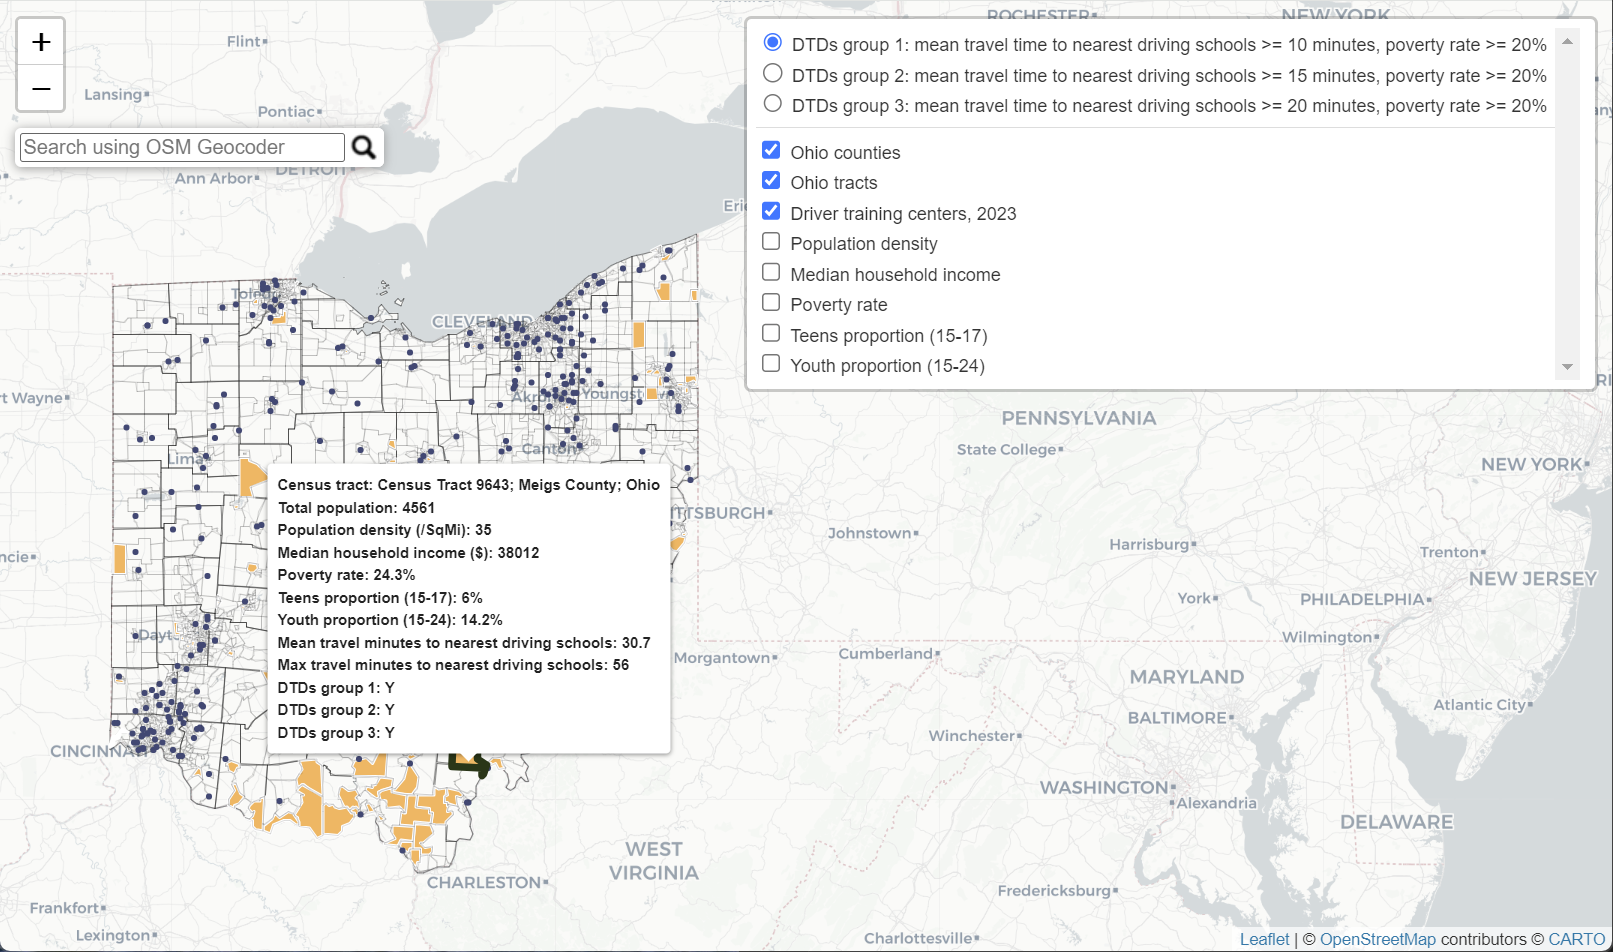 ROCHESTER
NEW YORK
+
Flint
−
Lansing
Pontiac
Search using OSM Geocoder
Ann Arbor
DETROIT
DTDs group 1: mean travel time to nearest driving schools >= 10 minutes, poverty rate >= 20%
DTDs group 2: mean travel time to nearest driving schools >= 15 minutes, poverty rate >= 20%
DTDs group 3: mean travel time to nearest driving schools >= 20 minutes, poverty rate >= 20%
Ohio counties
Ohio tracts
Driver training centers, 2023
Population density
Median household income
Poverty rate
Teens proportion (15-17)
Youth proportion (15-24)
Erie
Toledo
CLEVELAND
rt Wayne
Akr
Youngst
Canton
Lima
PENNSYLVANIA
State College
NEW YORK
ITTSBURGH
Johnstown
Harrisburg
Trenton
NEW JERSEY
York
PHILADELPHIA
Wilmington
ncie
Dayt
Census tract: Census Tract 9643; Meigs County; Ohio
Total population: 4561
Population density (/SqMi): 35
Median household income ($): 38012
Poverty rate: 24.3%
Teens proportion (15-17): 6%
Youth proportion (15-24): 14.2%
Mean travel minutes to nearest driving schools: 30.7
Max travel minutes to nearest driving schools: 56
DTDs group 1: Y
DTDs group 2: Y
DTDs group 3: Y
Morgantown
Cumberland
MARYLAND
Atlantic City
BALTIMORE
Winchester
CINCINNA
WASHINGTON
Alexandria
DELAWARE
WEST
VIRGINIA
CHARLESTON
Fredericksburg
Frankfort
Lexington
Charlottesville
Leaflet | © OpenStreetMap contributors © CARTO